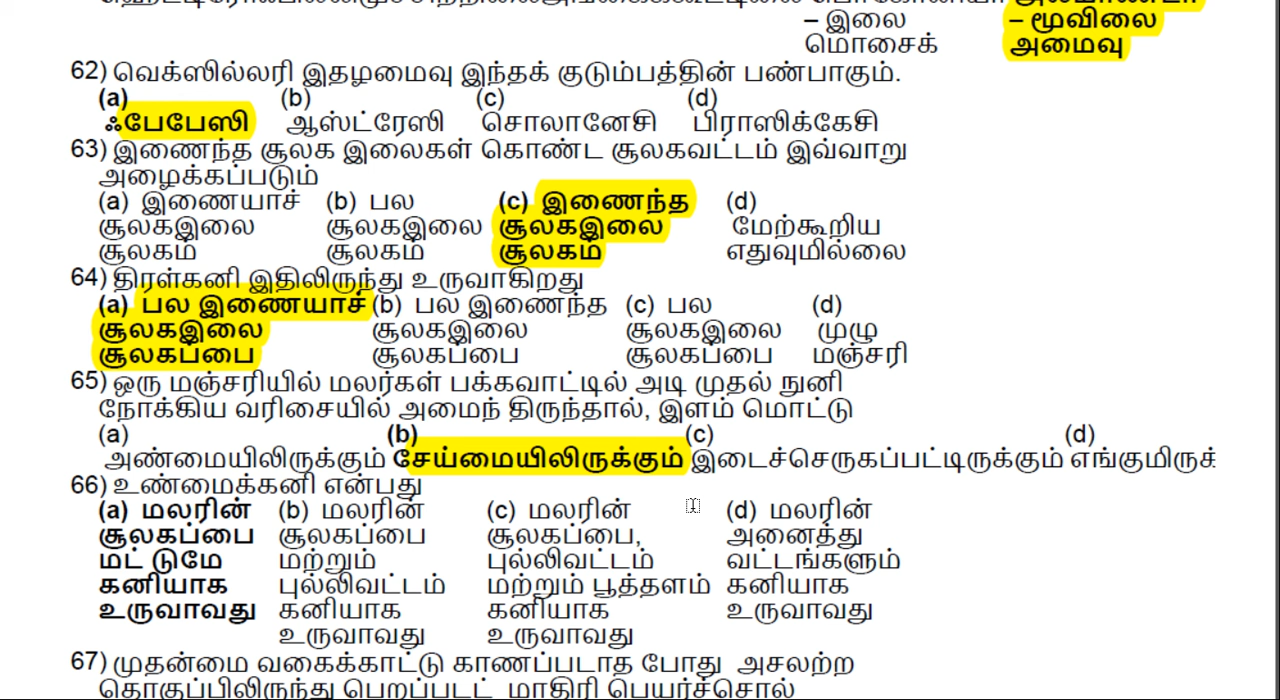 – இலை – மூவிலை
மொசைக் அமைவு
62) வெக்ஸில்லரி இதழமைவு இந்தக் குடும்பத்தின் பண்பாகும்.
(a) (b) (c) (d)
ஃபேபேஸி ஆஸ்ட்ரேஸி சொலானேசி பிராஸிக்கேசி
63) இணைந்த சூலக இலைகள் கொண்ட சூலகவட்டம் இவ்வாறு
அழைக்கப்படும்
(a) இணையாச் (b) பல (c) இணைந்த (d)
சூலகஇலை சூலகஇலை சூலகஇலை மேற்கூறிய
சூலகம் சூலகம் சூலகம் எதுவுமில்லை
64) திரள்கனி இதிலிருந்து உருவாகிறது
(a) பல இணையாச் (b) பல இணைந்த (c) பல (d)
சூலகஇலை சூலகஇலை சூலகஇலை முழு
சூலகப்பை சூலகப்பை சூலகப்பை மஞ்சரி
65) ஒரு மஞ்சரியில் மலர்கள் பக்கவாட்டில் அடி முதல் நுனி
நோக்கிய வரிசையில் அமைந் திருந்தால், இளம் மொட்டு
(a) (b) (c) (d)
அண்மையிலிருக்கும் சேய்மையிலிருக்கும் இடைச்செருகப்பட்டிருக்கும் எங்குமிருக்
66) உண்மைக்கனி என்பது
(a) மலரின் (b) மலரின் (c) மலரின் (d) மலரின்
சூலகப்பை சூலகப்பை சூலகப்பை, அனைத்து
மட் டுமே மற்றும் புல்லிவட்டம் வட்டங்களும்
கனியாக புல்லிவட்டம் மற்றும் பூத்தளம் கனியாக
உருவாவது கனியாக கனியாக உருவாவது
உருவாவது உருவாவது
67) முதன்மை வகைக்காட்டு காணப்படாத போது அசலற்ற
தொகுப்பிலிருந்து பெறப்பட்ட் மாதிரி பெயர்ச்சொல்